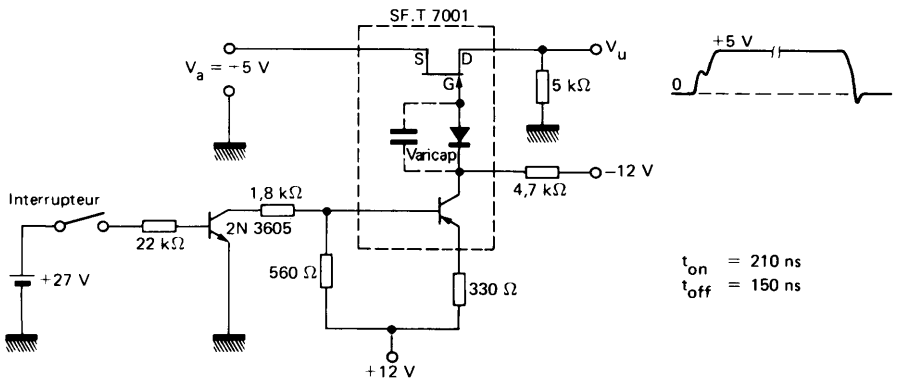 SF.T 7001
+5 V
V_a = +5 V
S
D
G
V_u
5 kΩ
0
Varicap
4,7 kΩ
-12 V
Interrupteur
1,8 kΩ
2N 3605
22 kΩ
+27 V
560 Ω
330 Ω
+12 V
t_on = 210 ns
t_off = 150 ns